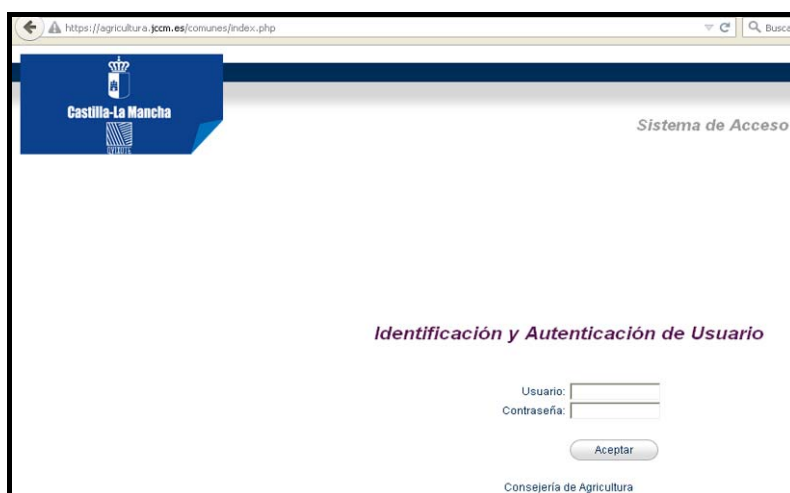 https://agricultura.jccm.es/comunes/index.php
Busca
Castilla-La Mancha
Sistema de Acceso
Identificación y Autenticación de Usuario
Usuario:
Contraseña:
Aceptar
Consejería de Agricultura